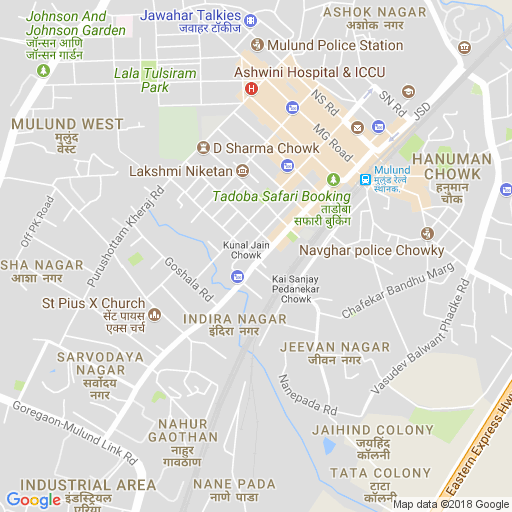 Johnson And
Johnson Garden
जॉन्सन आणि
जॉन्सन गार्डन
Jawahar Talkies
जवाहर टॉकीज
ASHOK NAGAR
अशोक नगर
Mulund Police Station
Lala Tulsiram
Park
Ashwini Hospital & ICCU
NS Rd
SN Rd
JSD
MG Road
MULUND WEST
मुलुंड
वेस्ट
D Sharma Chowk
Lakshmi Niketan
Mulund
मुलुंड रेल्वे
स्थानक
HANUMAN
CHOWK
हनुमान
चौक
Tadoba Safari Booking
ताडोबा
सफारी बुकिंग
Off PK Road
Purushottam Kheraj Rd
Kunal Jain
Chowk
Navghar police Chowky
SHA NAGAR
आशा नगर
Goshala Rd
Kai Sanjay
Pedanekar
Chowk
Chafekar Bandhu Marg
St Pius X Church
सेंट पायस
एक्स चर्च
INDIRA NAGAR
इंदिरा नगर
JEEVAN NAGAR
जीवन नगर
Vasudev Balwant Phadke Rd
SARVODAYA
NAGAR
सर्वोदय
नगर
Nanepada Rd
Goregaon-Mulund Link Rd
NAHUR
GAOTHAN
नाहुर
गावठाण
JAIHIND COLONY
जयहिंद
कॉलनी
Eastern Express Hwy
INDUSTRIAL AREA
इंडस्ट्रियल
एरिया
NANE PADA
नाणे पाडा
TATA COLONY
टाटा
कॉलनी
Google
Map data ©2018 Google